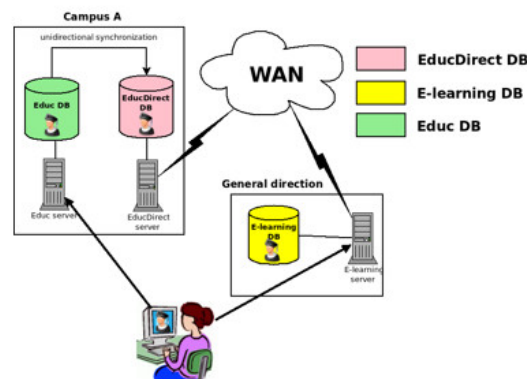 Campus A
unidirectional synchronization
Educ DB
EducDirect
DB
Educ server
EducDirect
server
WAN
EducDirect DB
E-learning DB
Educ DB
General direction
E-learning
DB
E-learning
server